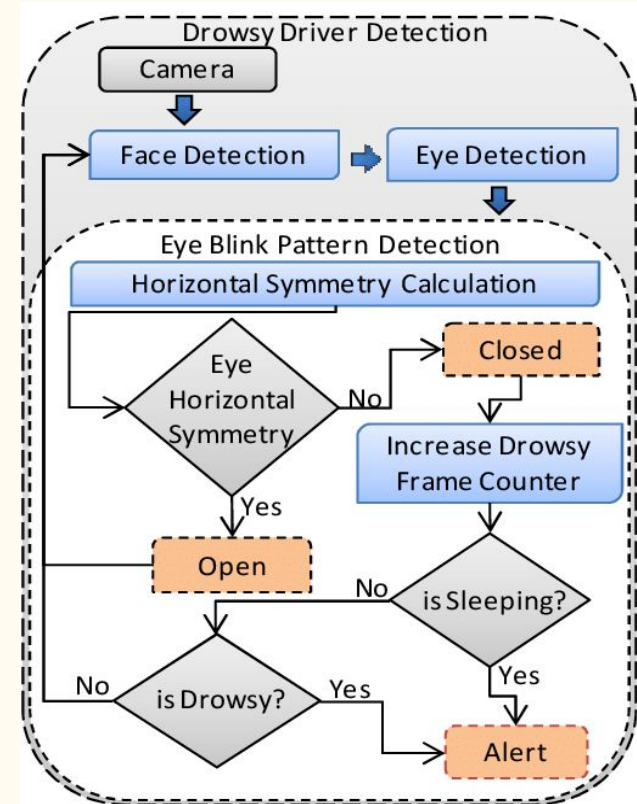 Drowsy Driver Detection
Camera
Face Detection
Eye Detection
Eye Blink Pattern Detection
Horizontal Symmetry Calculation
Eye
Horizontal
Symmetry
No
Closed
Increase Drowsy
Frame Counter
Yes
Open
No
is Sleeping?
No
is Drowsy?
Yes
Yes
Alert